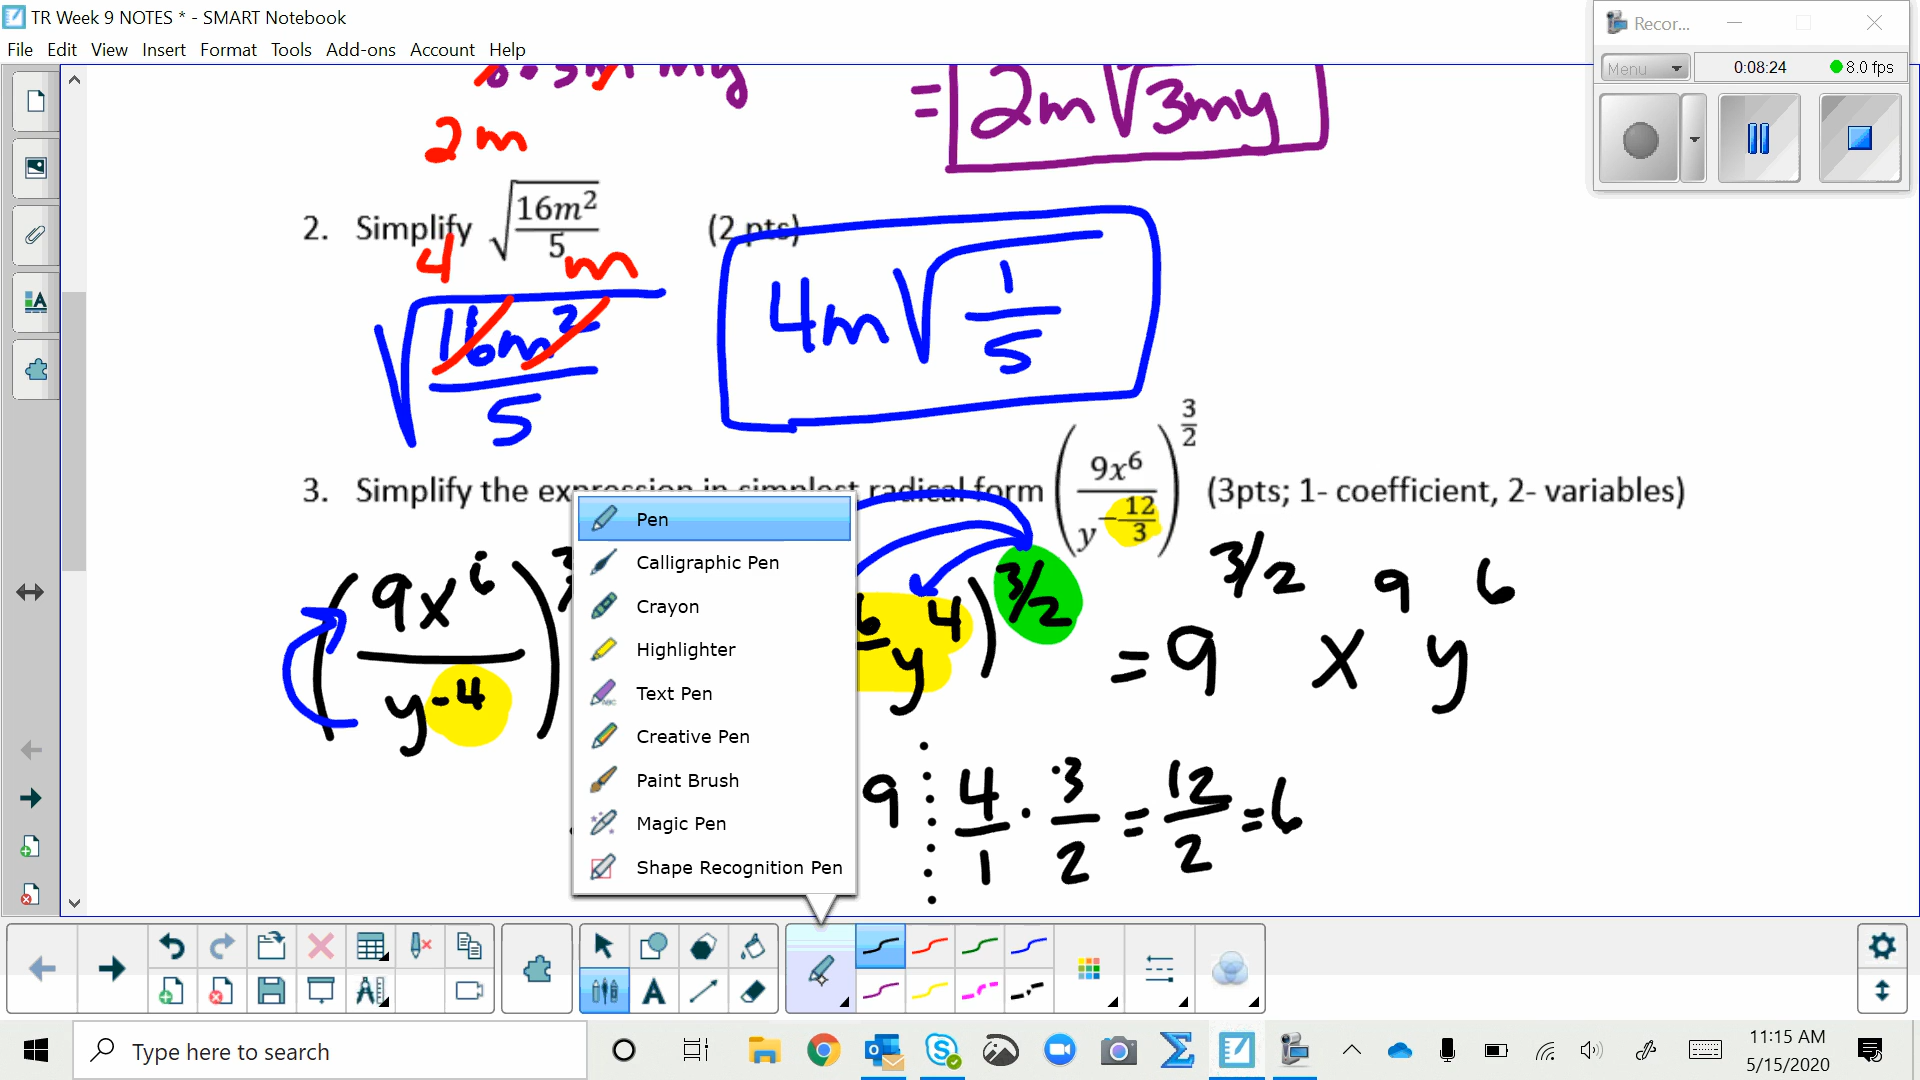 TR Week 9 NOTES * - SMART Notebook
File Edit View Insert Format Tools Add-ons Account Help
Recor...
Menu 0:08:24 8.0 fps
2m
= 2m√3my
2. Simplify √(16m²/5) (2 pts)
4 m
√(16m²/5)
4m√(1/5)
3. Simplify the expression in simplest radical form (9x⁶/y^(-12/3))^(3/2) (3pts; 1- coefficient, 2- variables)
(9x⁶/y⁻⁴)
y⁴)^(3/2) = 9^(3/2) x⁹ y⁶
9 4/1 · 3/2 = 12/2 = 6
Pen
Calligraphic Pen
Crayon
Highlighter
Text Pen
Creative Pen
Paint Brush
Magic Pen
Shape Recognition Pen
Type here to search
11:15 AM
5/15/2020